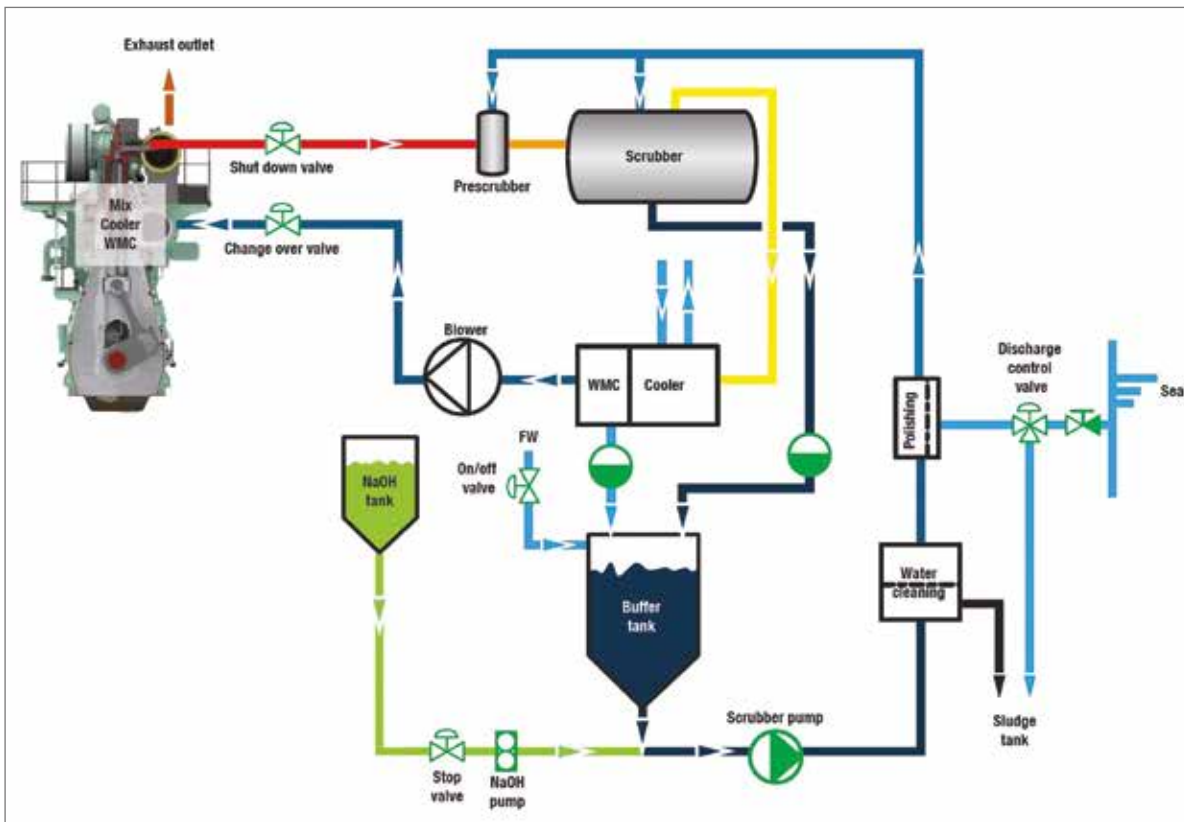 Exhaust outlet
Shut down valve
Prescrubber
Scrubber
Mix
Cooler
WMC
Change over valve
Blower
WMC
Cooler
Discharge
control
valve
Sea
Polishing
FW
On/off
valve
NaOH
tank
Water
cleaning
Buffer
tank
Scrubber pump
Sludge
tank
Stop
valve
NaOH
pump